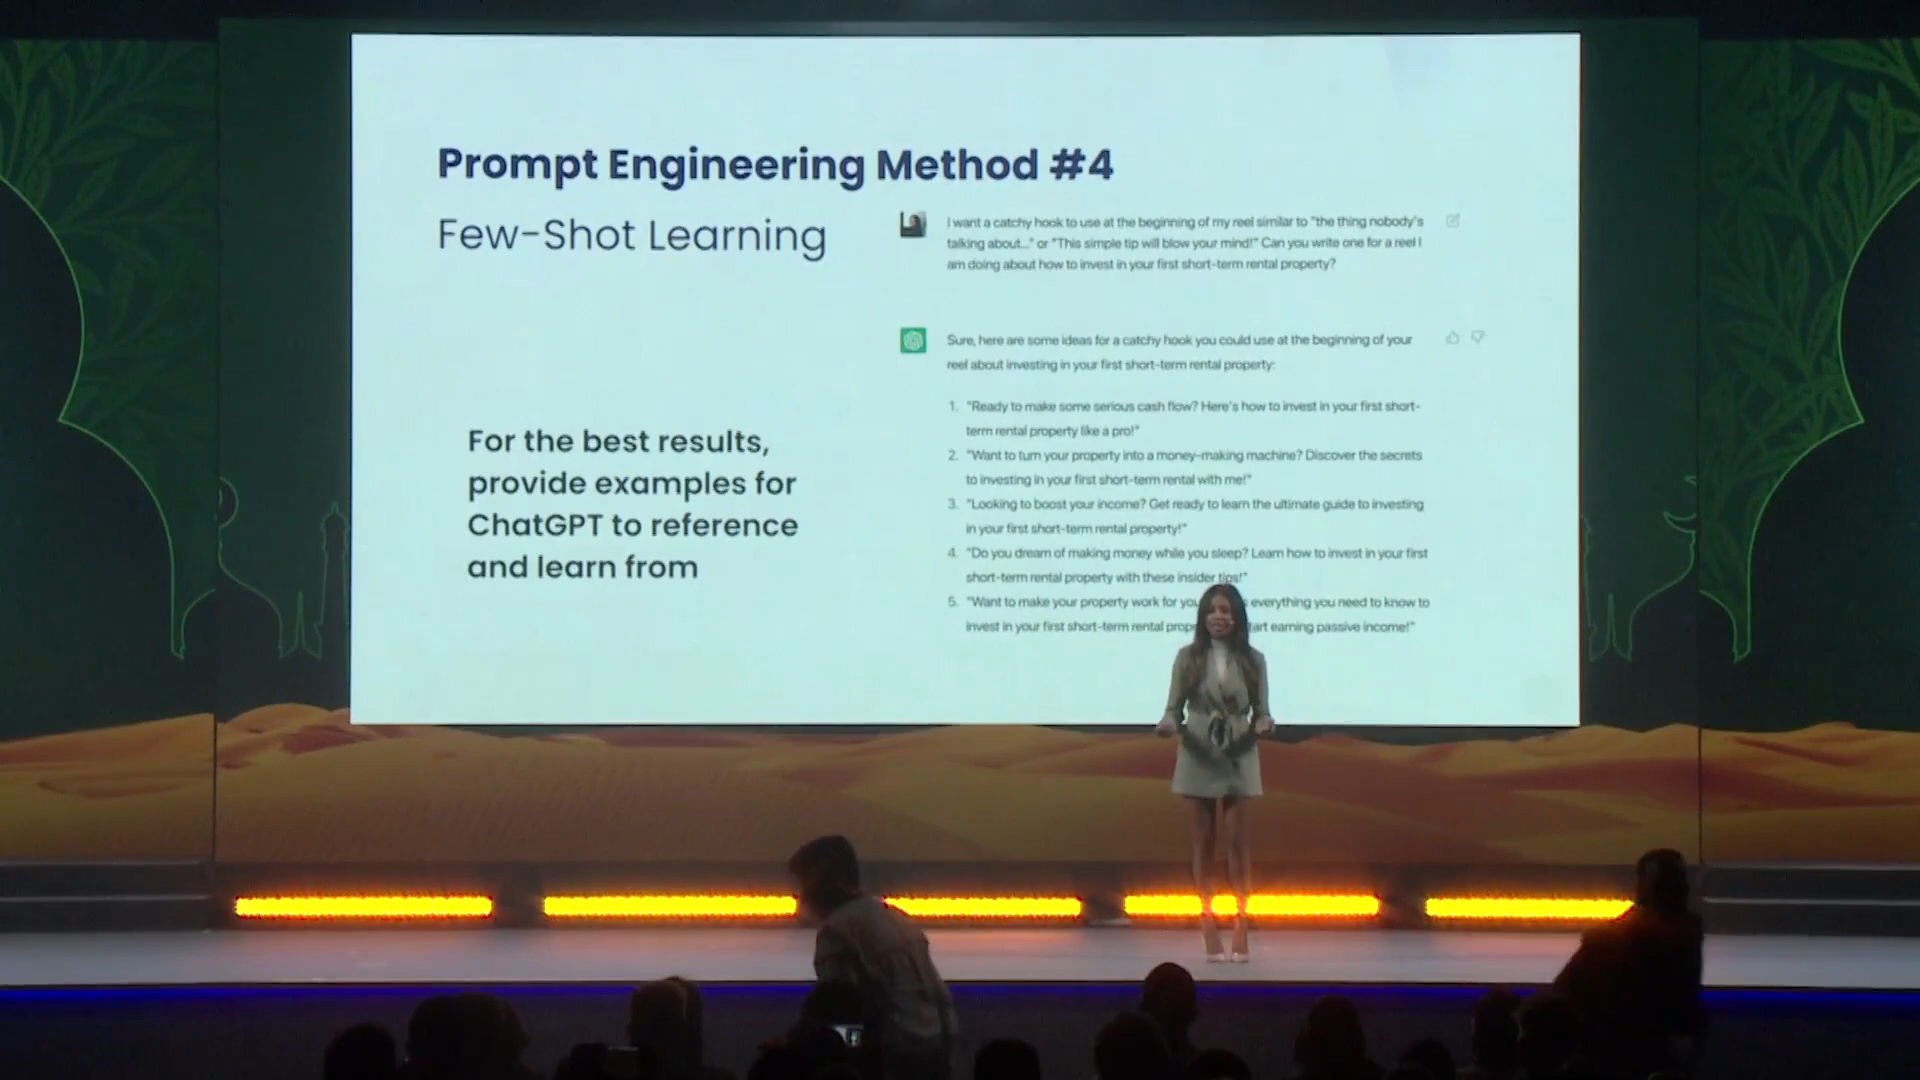 Prompt Engineering Method #4
Few-Shot Learning
For the best results,
provide examples for
ChatGPT to reference
and learn from
I want a catchy hook to use at the beginning of my reel similar to "the thing nobody's
talking about..." or "This simple tip will blow your mind!" Can you write one for a reel I
am doing about how to invest in your first short-term rental property?
Sure, here are some ideas for a catchy hook you could use at the beginning of your
reel about investing in your first short-term rental property:
1. "Ready to make some serious cash flow? Here's how to invest in your first short-
term rental property like a pro!"
2. "Want to turn your property into a money-making machine? Discover the secrets
to investing in your first short-term rental with me!"
3. "Looking to boost your income? Get ready to learn the ultimate guide to investing
in your first short-term rental property!"
4. "Do you dream of making money while you sleep? Learn how to invest in your first
short-term rental property with these insider tips!"
5. "Want to make your property work for you everything you need to know to
invest in your first short-term rental earning passive income!"